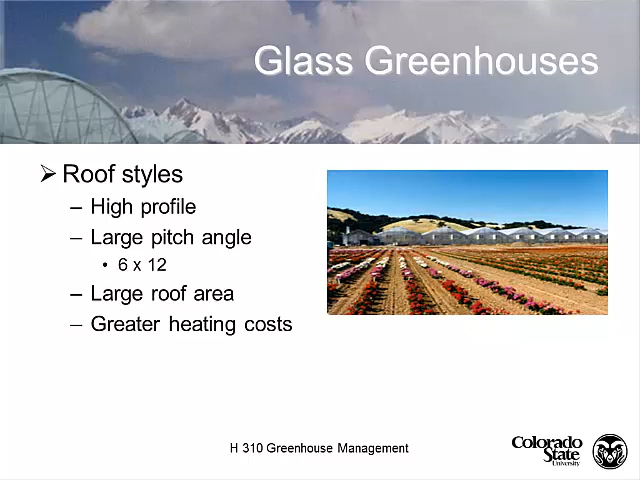 Glass Greenhouses
➢ Roof styles
– High profile
– Large pitch angle
• 6 x 12
– Large roof area
– Greater heating costs
H 310 Greenhouse Management
Colorado
State
University